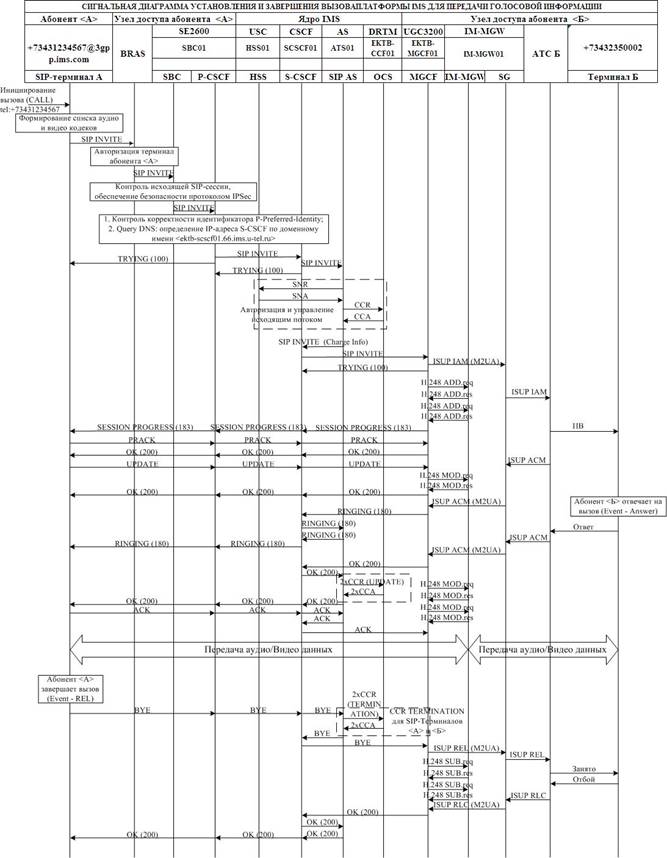 СИГНАЛЬНАЯ ДИАГРАММА УСТАНОВЛЕНИЯ И ЗАВЕРШЕНИЯ ВЫЗОВАПЛАТФОРМЫ IMS ДЛЯ ПЕРЕДАЧИ ГОЛОСОВОЙ ИНФОРМАЦИИ
Абонент <А>
Узел доступа абонента <А>
Ядро IMS
Узел доступа абонента <Б>
+73431234567@3gp
p.ims.com
BRAS
SE2600
USC
CSCF
AS
DRTM
UGC3200
IM-MGW
АТС Б
+73432350002
SBC01
HSS01
SCSCF01
ATS01
EKTB-
CCF01
EKTB-
MGCF01
IM-MGW01
SIP-терминал А
SBC
P-CSCF
HSS
S-CSCF
SIP AS
OCS
MGCF
IM-MGW
SG
Терминал Б
Инициирование
вызова (CALL)
tel:+73431234567
Формирование списка аудио
и видео кодеков
SIP INVITE
Авторизация терминал
абонента <А>
SIP INVITE
Контроль исходящей SIP-сессии,
обеспечение безопасности протоколом IPSec
SIP INVITE
1. Контроль корректности идентификатора P-Preferred-Identity;
2. Query DNS: определение IP-адреса S-CSCF по доменному
имени <ektb-scscf01.66.ims.u-tel.ru>
SIP INVITE
TRYING (100)
SIP INVITE
TRYING (100)
SNR
SNA
Авторизация и управление
исходящим потоком
CCR
CCA
SIP INVITE (Charge Info)
SIP INVITE
TRYING (100)
ISUP IAM (M2UA)
H.248 ADD.req
H.248 ADD.res
H.248 ADD.req
H.248 ADD.res
ISUP IAM
SESSION PROGRESS (183)
SESSION PROGRESS (183)
SESSION PROGRESS (183)
ПВ
PRACK
PRACK
PRACK
OK (200)
OK (200)
OK (200)
UPDATE
UPDATE
UPDATE
ISUP ACM
ISUP ACM (M2UA)
H.248 MOD.req
H.248 MOD.res
OK (200)
OK (200)
OK (200)
Абонент <Б> отвечает на
вызов (Event - Answer)
ISUP ACM (M2UA)
RINGING (180)
RINGING (180)
RINGING (180)
Ответ
ISUP ACM
RINGING (180)
RINGING (180)
ISUP ACM (M2UA)
OK (200)
OK (200)
2xCCR (UPDATE)
2xCCA
H.248 MOD.req
H.248 MOD.res
OK (200)
OK (200)
OK (200)
H.248 MOD.req
H.248 MOD.res
ACK
ACK
ACK
ACK
ACK
Передача аудио/Видео данных
Передача аудио/Видео данных
Абонент <А>
завершает вызов
(Event - REL)
BYE
BYE
BYE
2xCCR
(TERMIN
ATION)
2xCCA
CCR TERMINATION
для SIP-Терминалов
<А> и <Б>
BYE
BYE
ISUP REL (M2UA)
ISUP REL
H.248 SUB.req
H.248 SUB.res
H.248 SUB.req
H.248 SUB.res
Занято
Отбой
ISUP RLC
ISUP RLC (M2UA)
OK (200)
OK (200)
OK (200)
OK (200)
OK (200)